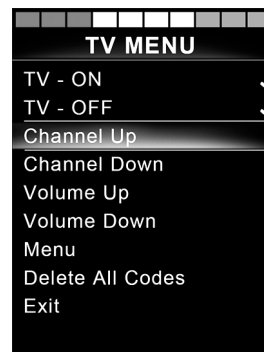 TV MENU
TV - ON
TV - OFF
Channel Up
Channel Down
Volume Up
Volume Down
Menu
Delete All Codes
Exit